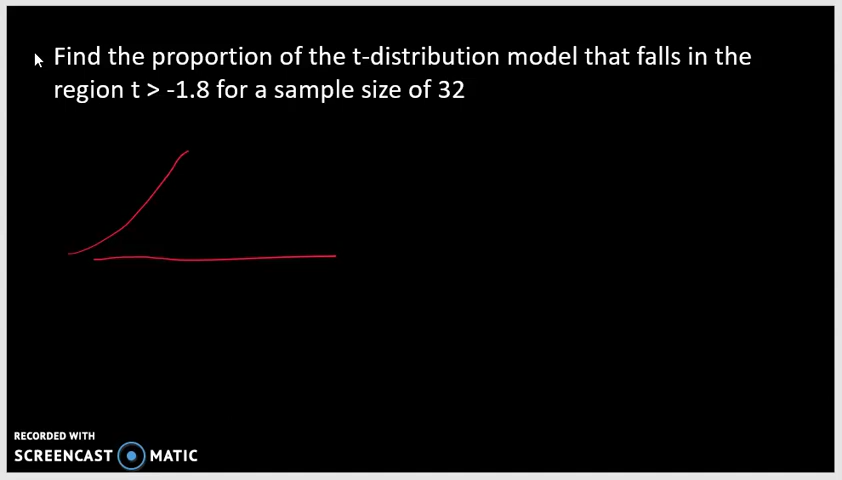 Find the proportion of the t-distribution model that falls in the
region t > -1.8 for a sample size of 32
RECORDED WITH
SCREENCAST MATIC